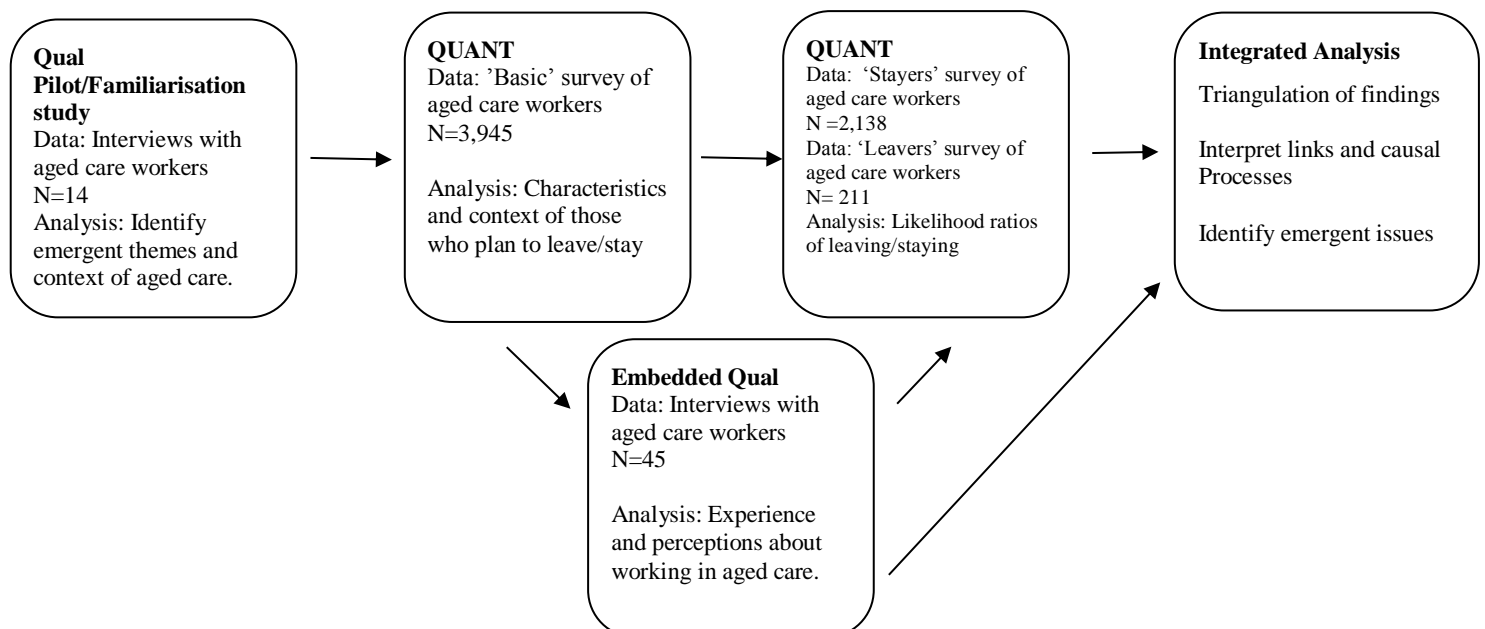 Qual
Pilot/Familiarisation
study
Data: Interviews with
aged care workers
N=14
Analysis: Identify
emergent themes and
context of aged care.
QUANT
Data: ’Basic’ survey of
aged care workers
N=3,945
Analysis: Characteristics
and context of those
who plan to leave/stay
QUANT
Data:  ‘Stayers’ survey of
aged care workers
N =2,138
Data: ‘Leavers’ survey of
aged care workers
N= 211
Analysis: Likelihood ratios
of leaving/staying
Integrated Analysis
Triangulation of findings
Interpret links and causal
Processes
Identify emergent issues
Embedded Qual
Data: Interviews with
aged care workers
N=45
Analysis: Experience
and perceptions about
working in aged care.